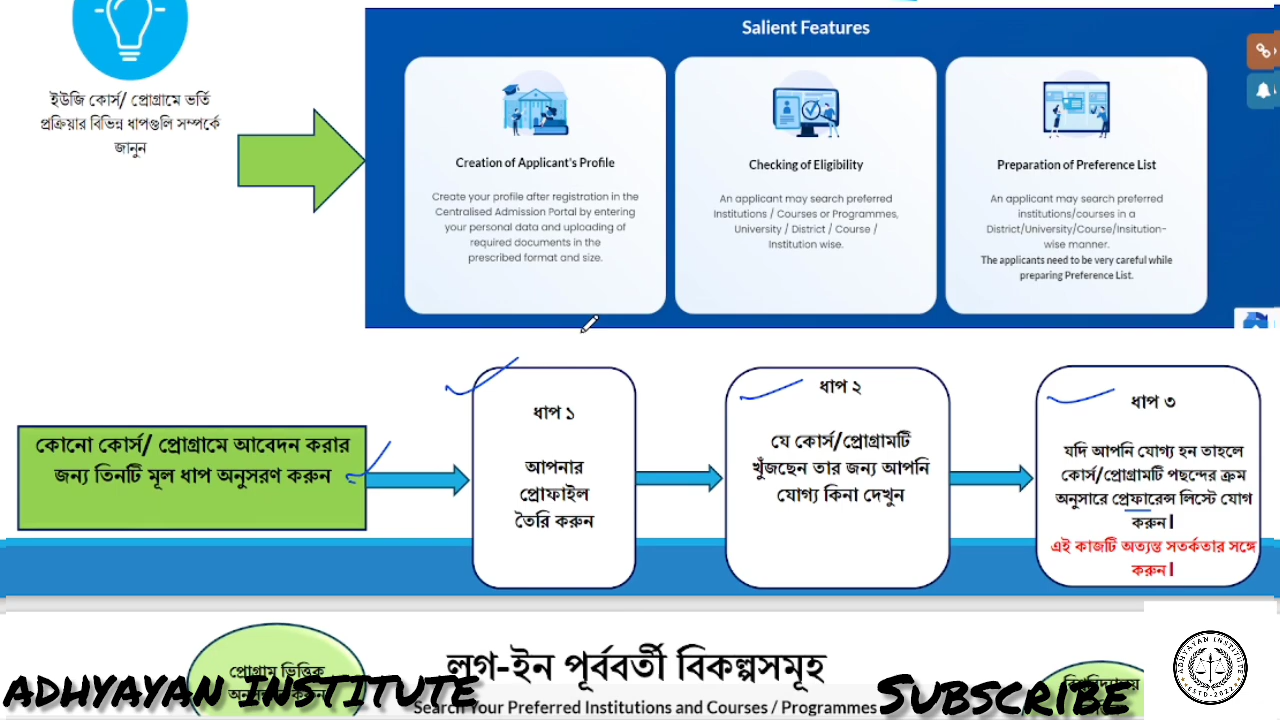 Salient Features
ইউজি কোর্স/ প্রোগ্রামে ভর্তি
প্রক্রিয়ার বিভিন্ন ধাপগুলি সম্পর্কে
জানুন
Creation of Applicant's Profile
Create your profile after registration in the
Centralised Admission Portal by entering
your personal data and uploading of
required documents in the
prescribed format and size.
Checking of Eligibility
An applicant may search preferred
Institutions / Courses or Programmes,
University / District / Course /
Institution wise.
Preparation of Preference List
An applicant may search preferred
institutions/courses in a
District/University/Course/Insitution-
wise manner.
The applicants need to be very careful while
preparing Preference List.
কোনো কোর্স/ প্রোগ্রামে আবেদন করার
জন্য তিনটি মূল ধাপ অনুসরণ করুন
ধাপ ১
আপনার
প্রোফাইল
তৈরি করুন
ধাপ ২
যে কোর্স/প্রোগ্রামটি
খুঁজছেন তার জন্য আপনি
যোগ্য কিনা দেখুন
ধাপ ৩
যদি আপনি যোগ্য হন তাহলে
কোর্স/প্রোগ্রামটি পছন্দের ক্রম
অনুসারে প্রেফারেন্স লিস্টে যোগ
করুন।
এই কাজটি অত্যন্ত সতর্কতার সঙ্গে
করুন।
লগ-ইন পূর্ববর্তী বিকল্পসমূহ
Search Your Preferred Institutions and Courses / Programmes
প্রোগ্রাম ভিত্তিক
ADHYAYAN INSTITUTE
SUBSCRIBE
ADHYAYAN INSTITUTE
ESTD 2022